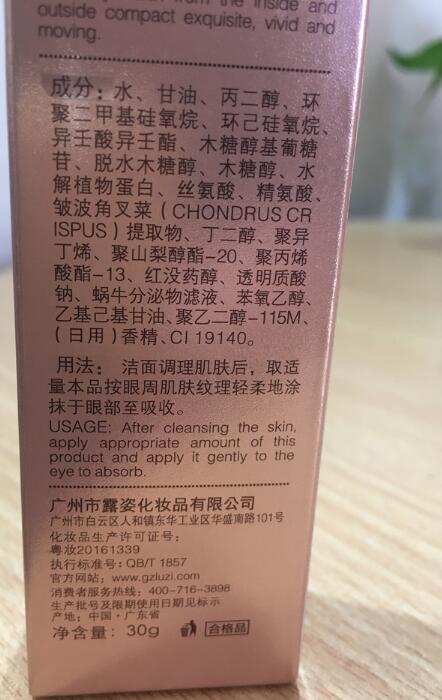 from the inside and
outside compact exquisite, vivid and
moving.
成分：水、甘油、丙二醇、环
聚二甲基硅氧烷、环己硅氧烷、
异壬酸异壬酯、木糖醇基葡糖
苷、脱水木糖醇、木糖醇、水
解植物蛋白、丝氨酸、精氨酸、
皱波角叉菜（CHONDRUS CR
ISPUS）提取物、丁二醇、聚异
丁烯、聚山梨醇酯-20、聚丙烯
酸酯-13、红没药醇、透明质酸
钠、蜗牛分泌物滤液、苯氧乙醇、
乙基己基甘油、聚乙二醇-115M、
（日用）香精、CI 19140。
用法：洁面调理肌肤后，取适
量本品按眼周肌肤纹理轻柔地涂
抹于眼部至吸收。
USAGE: After cleansing the skin,
apply appropriate amount of this
product and apply it gently to the
eye to absorb.
广州市露姿化妆品有限公司
广州市白云区人和镇东华工业区华盛南路101号
化妆品生产许可证号：
粤妆20161339
执行标准号：QB/T 1857
官方网站：www.gzluzi.com
消费者服务热线：400-716-3898
生产批号及限期使用日期见标示
产地：中国·广东省
净含量：30g 合格品